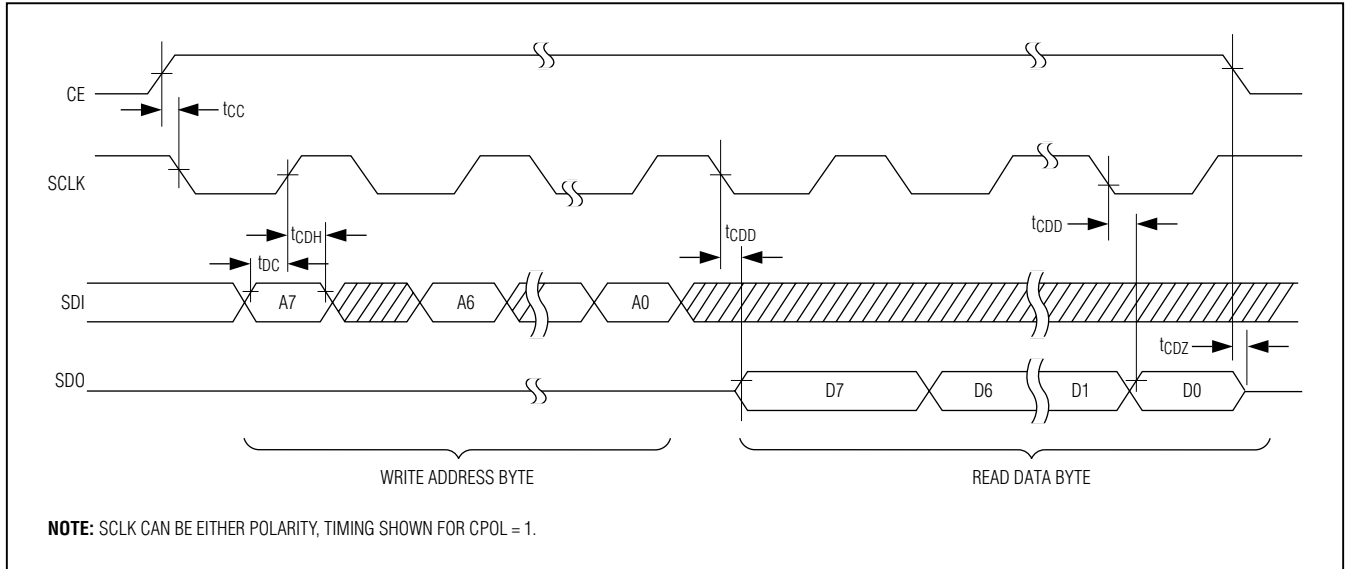 CE
tCC
SCLK
tCDH
tDC
tCDD
tCDD
SDI
A7
A6
A0
tCDZ
SDO
D7
D6
D1
D0
WRITE ADDRESS BYTE
READ DATA BYTE
NOTE: SCLK CAN BE EITHER POLARITY, TIMING SHOWN FOR CPOL = 1.